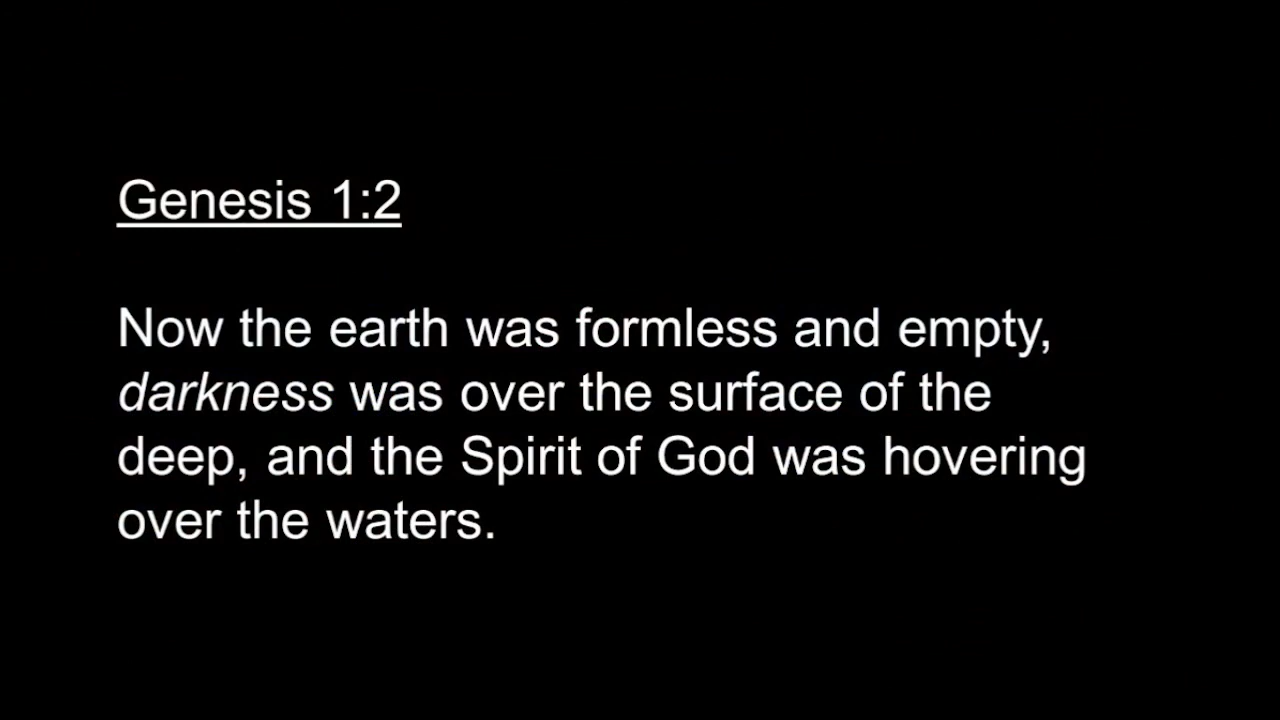 Genesis 1:2
Now the earth was formless and empty,
darkness was over the surface of the
deep, and the Spirit of God was hovering
over the waters.